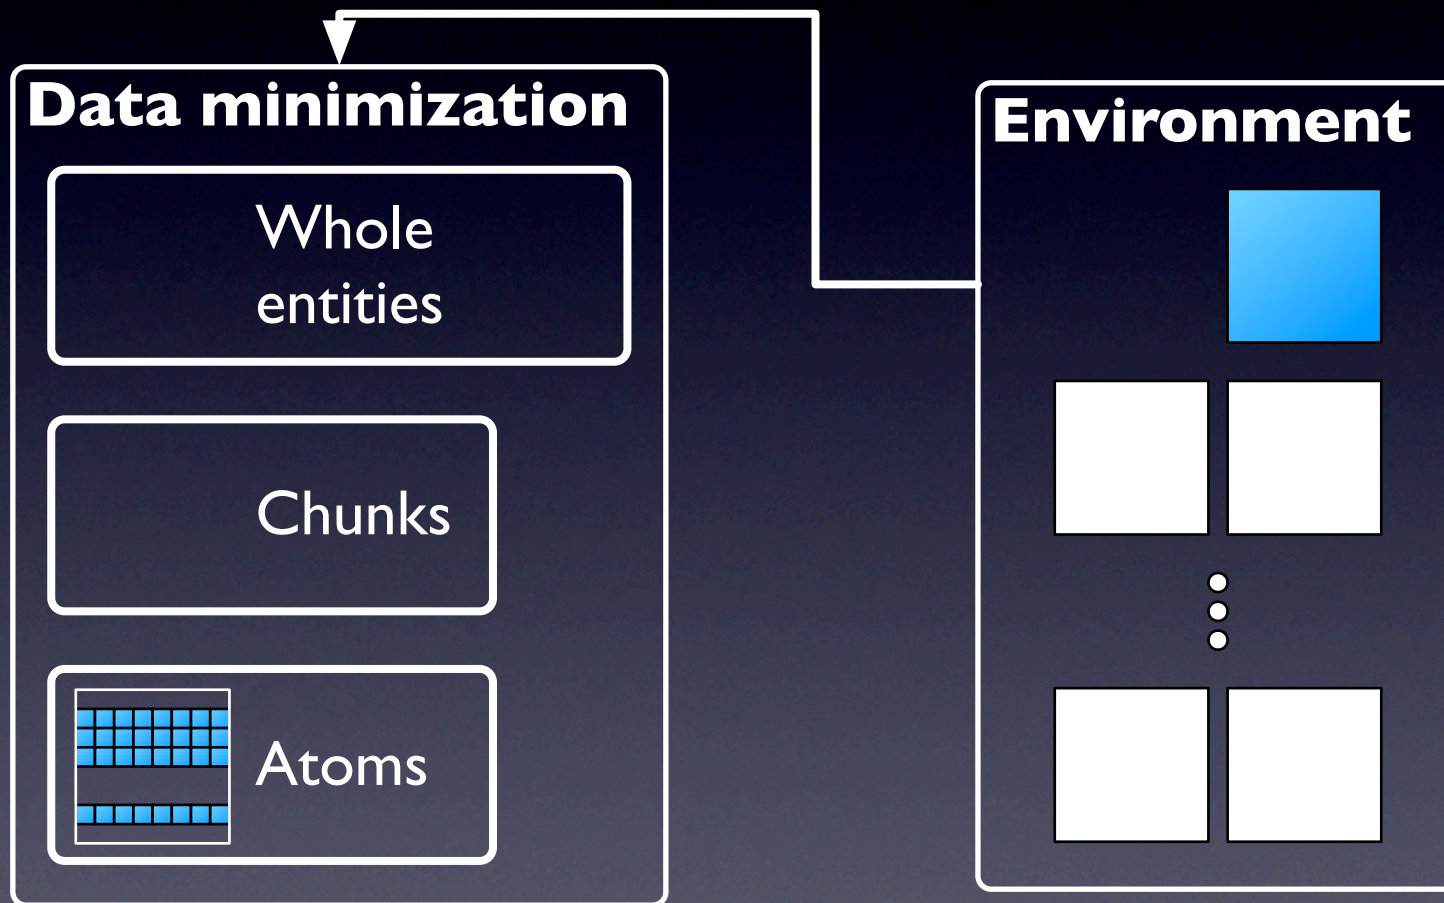 Data minimization
Whole
entities
Chunks
Atoms
Environment